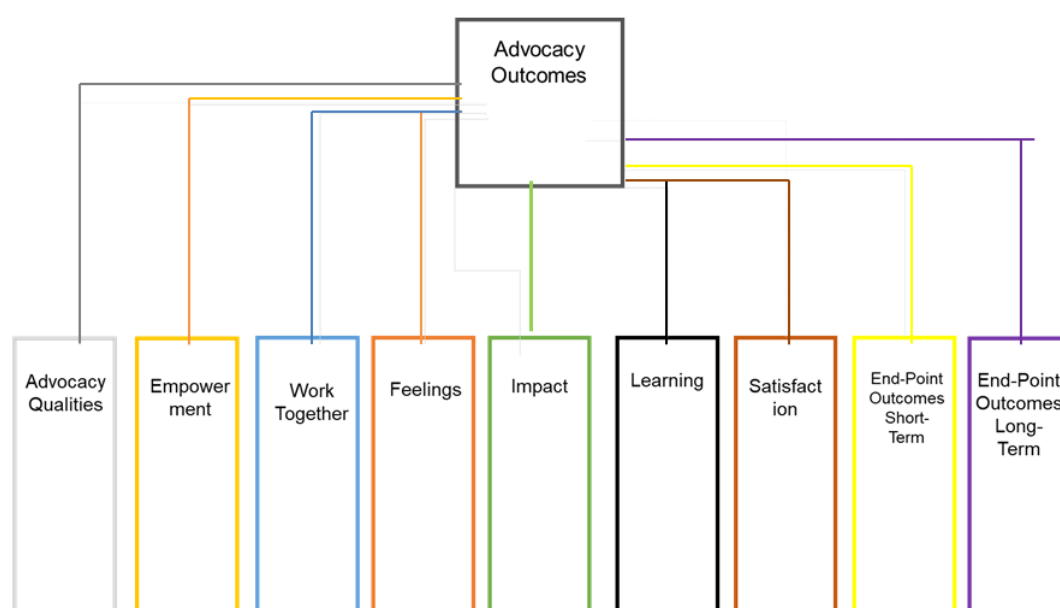 Advocacy
Outcomes
Advocacy
Qualities
Empower
ment
Work
Together
Feelings
Impact
Learning
Satisfact
ion
End-Point
Outcomes
Short-
Term
End-Point
Outcomes
Long-
Term